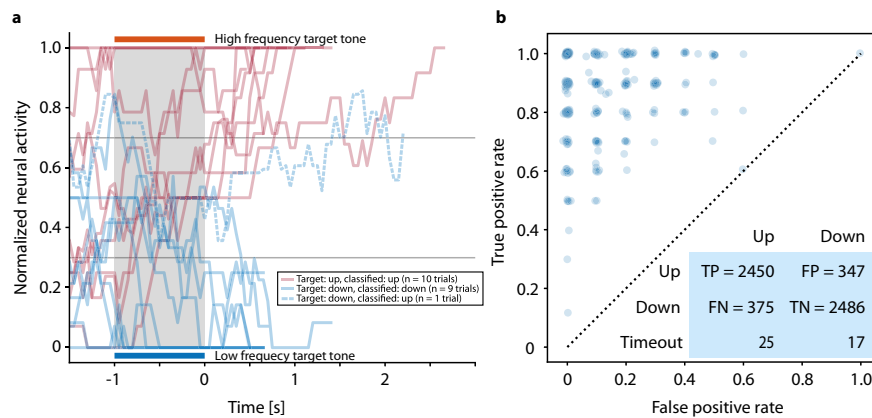 a
High frequency target tone
1.0
0.8
0.6
0.4
0.2
0
Normalized neural activity
Target: up, classified: up (n = 10 trials)
Target: down, classified: down (n = 9 trials)
Target: down, classified: up (n = 1 trial)
Low frequecy target tone
-1 0 1 2
Time [s]
b
1.0
0.8
0.6
0.4
0.2
0
True positive rate
Up Down
Up TP = 2450 FP = 347
Down FN = 375 TN = 2486
Timeout 25 17
0 0.2 0.4 0.6 0.8 1.0
False positive rate